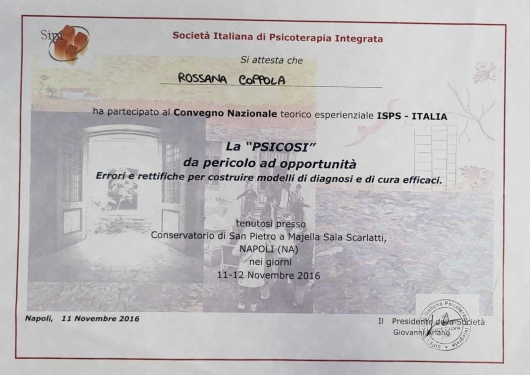 Sipi
Società Italiana di Psicoterapia Integrata
Si attesta che
ROSSANA COPPOLA
ha partecipato al Convegno Nazionale teorico esperienziale ISPS - ITALIA
La “PSICOSI”
da pericolo ad opportunità
Errori e rettifiche per costruire modelli di diagnosi e di cura efficaci.
tenutosi presso
Conservatorio di San Pietro a Majella Sala Scarlatti,
NAPOLI (NA)
nei giorni
11-12 Novembre 2016
Napoli, 11 Novembre 2016
Il Presidente della Società
Giovanni Ariano